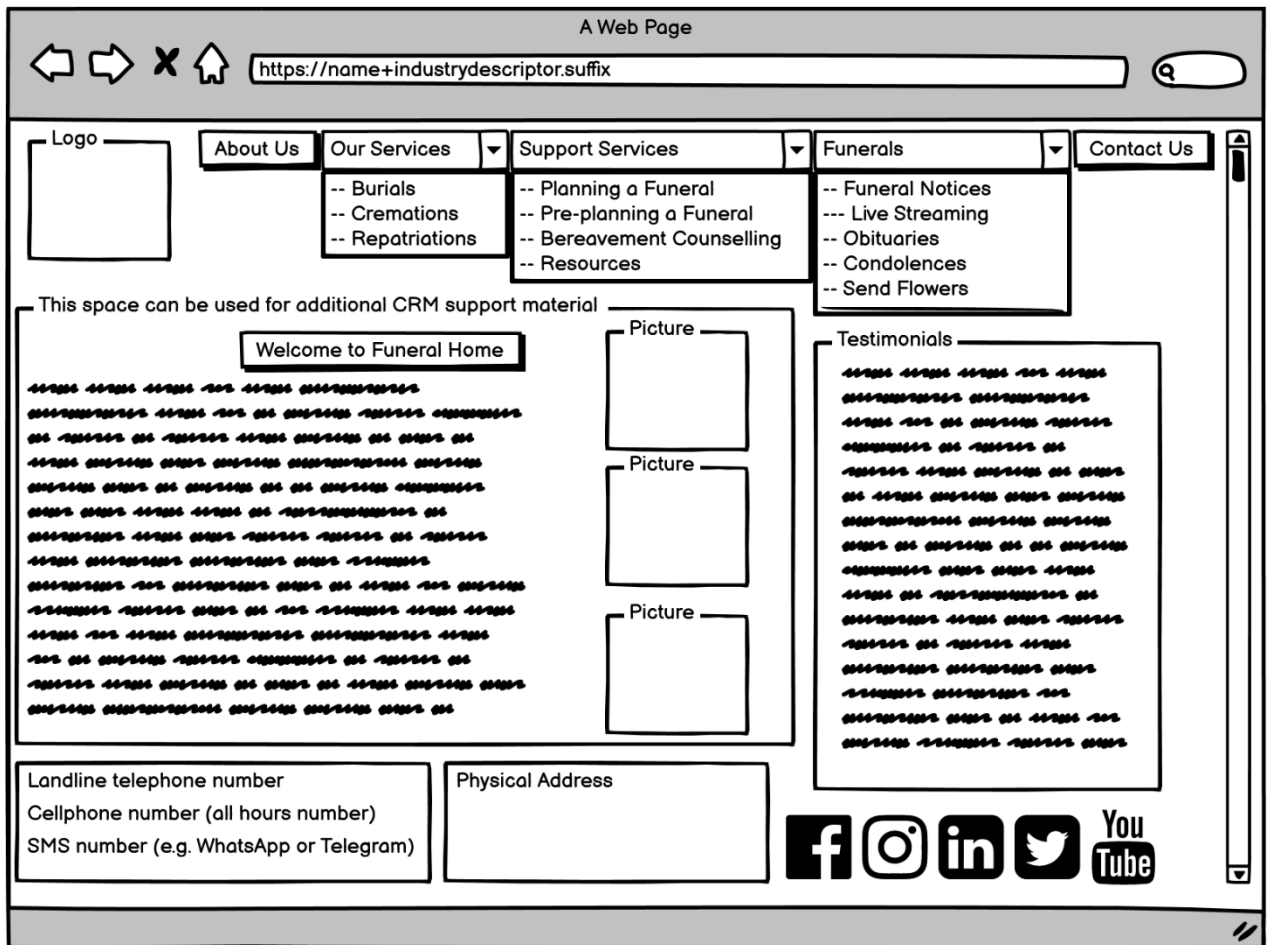 A Web Page
https://name+industrydescriptor.suffix
Logo
About Us
Our Services
-- Burials
-- Cremations
-- Repatriations
Support Services
-- Planning a Funeral
-- Pre-planning a Funeral
-- Bereavement Counselling
-- Resources
Funerals
-- Funeral Notices
--- Live Streaming
-- Obituaries
-- Condolences
-- Send Flowers
Contact Us
This space can be used for additional CRM support material
Welcome to Funeral Home
Picture
Picture
Picture
Testimonials
Landline telephone number
Cellphone number (all hours number)
SMS number (e.g. WhatsApp or Telegram)
Physical Address
f
in
You
Tube